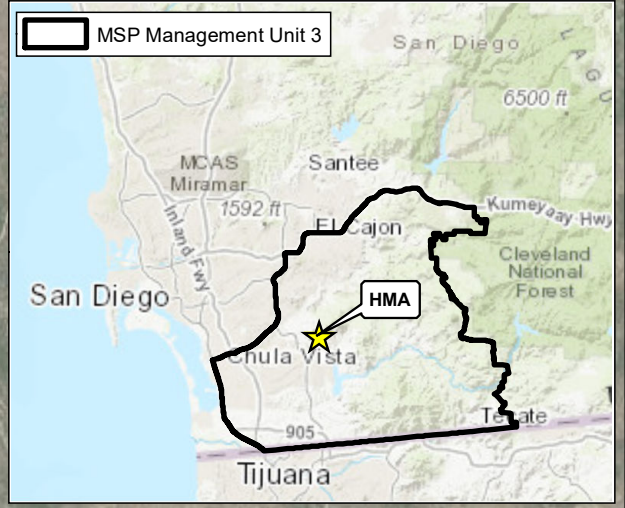 MSP Management Unit 3
San Diego
6500 ft
MCAS
Miramar
Santee
1592 ft
Kumeyaay Hwy
El Cajon
Inland Fwy
Cleveland
National
Forest
San Diego
HMA
Chula Vista
Tecate
905
Tijuana